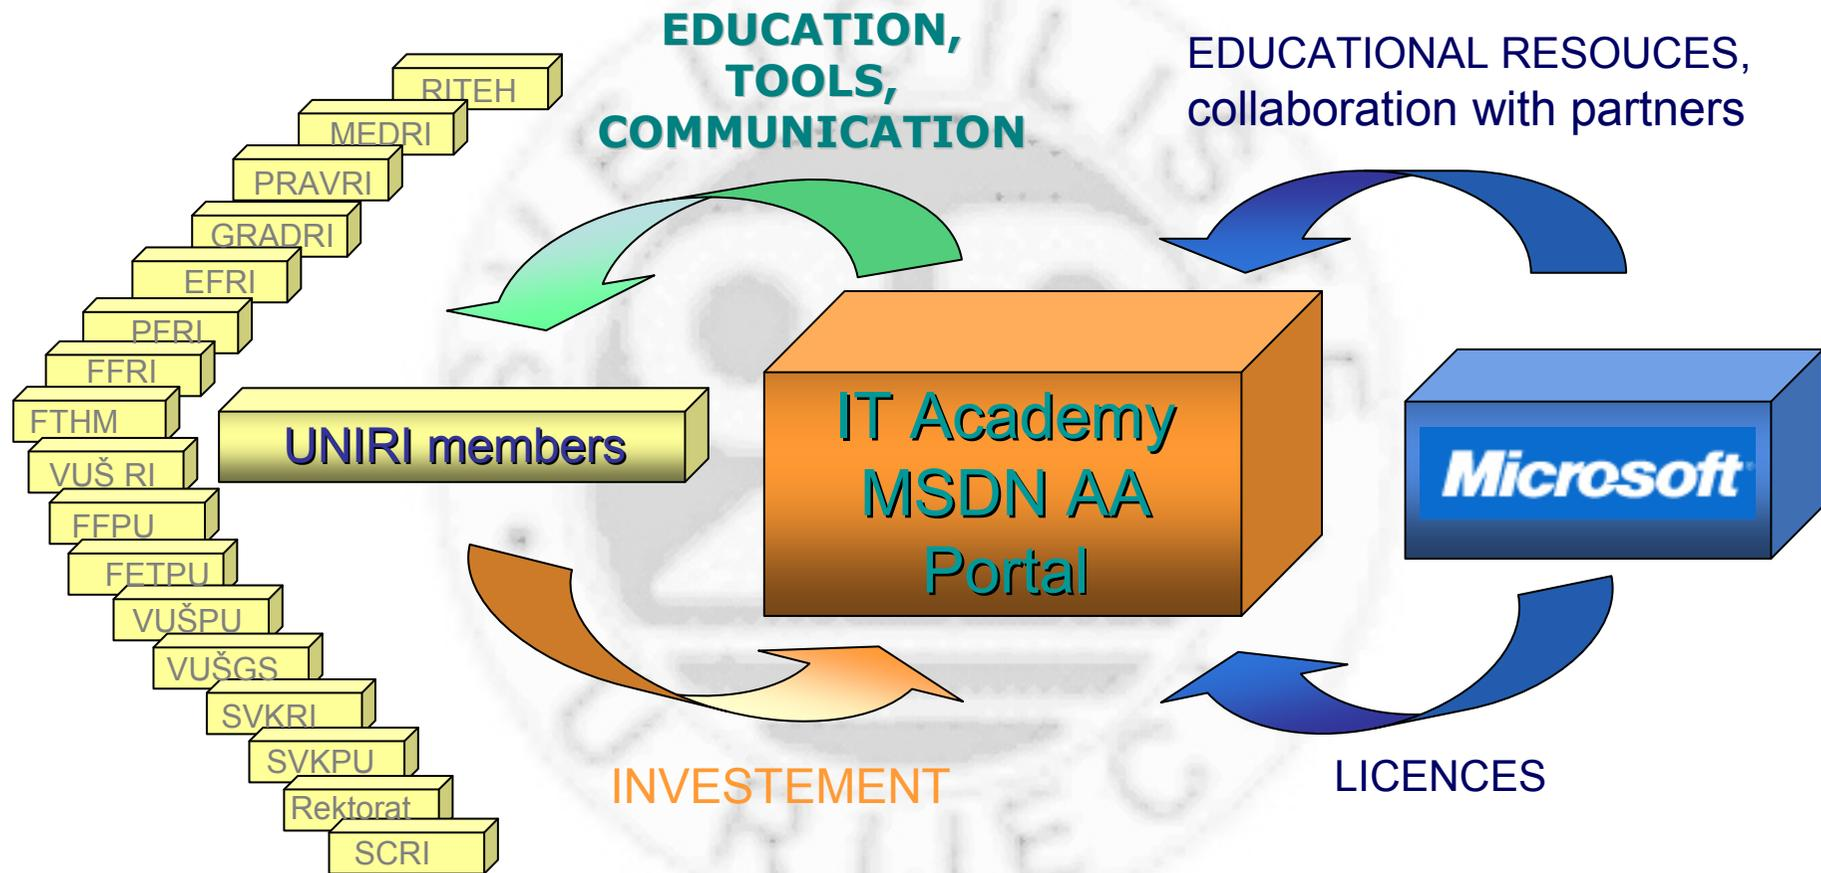 EDUCATION,
TOOLS,
COMMUNICATION
EDUCATIONAL RESOUCES,
collaboration with partners
RITEH
MEDRI
PRAVRI
GRADRI
EFRI
PFRI
FFRI
FTHM
VUŠ RI
FFPU
FETPU
VUŠPU
VUŠGS
SVKRI
SVKPU
Rektorat
SCRI
UNIRI members
IT Academy
MSDN AA
Portal
Microsoft
INVESTEMENT
LICENCES